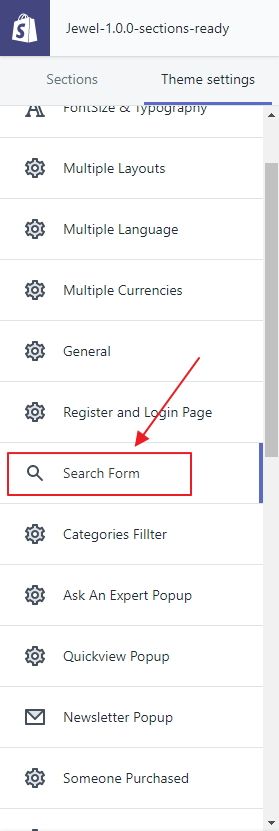 Jewel-1.0.0-sections-ready
Sections Theme settings
FontSize & Typography
Multiple Layouts
Multiple Language
Multiple Currencies
General
Register and Login Page
Search Form
Categories Fillter
Ask An Expert Popup
Quickview Popup
Newsletter Popup
Someone Purchased